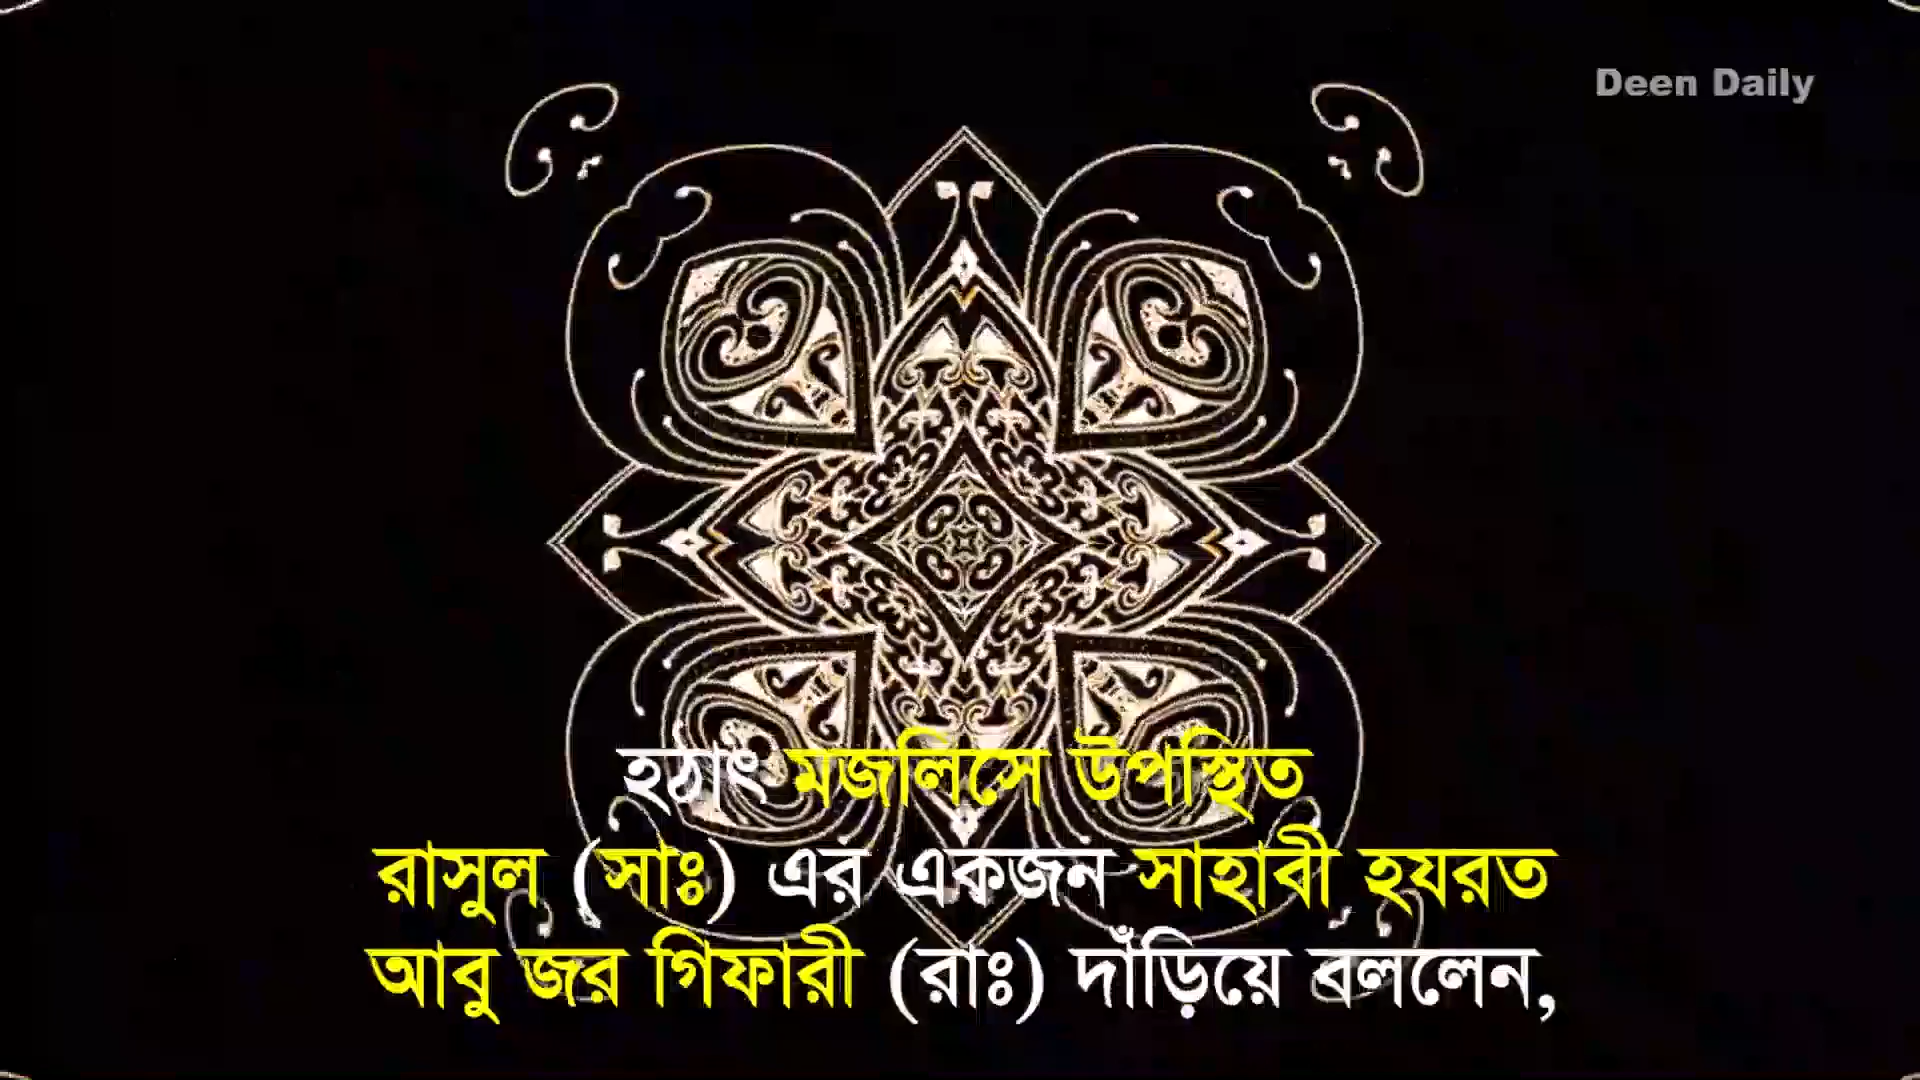 Deen Daily
হঠাৎ মজলিসে উপস্থিত
রাসুল (সাঃ) এর একজন সাহাবী হযরত
আবু জর গিফারী (রাঃ) দাঁড়িয়ে বললেন,